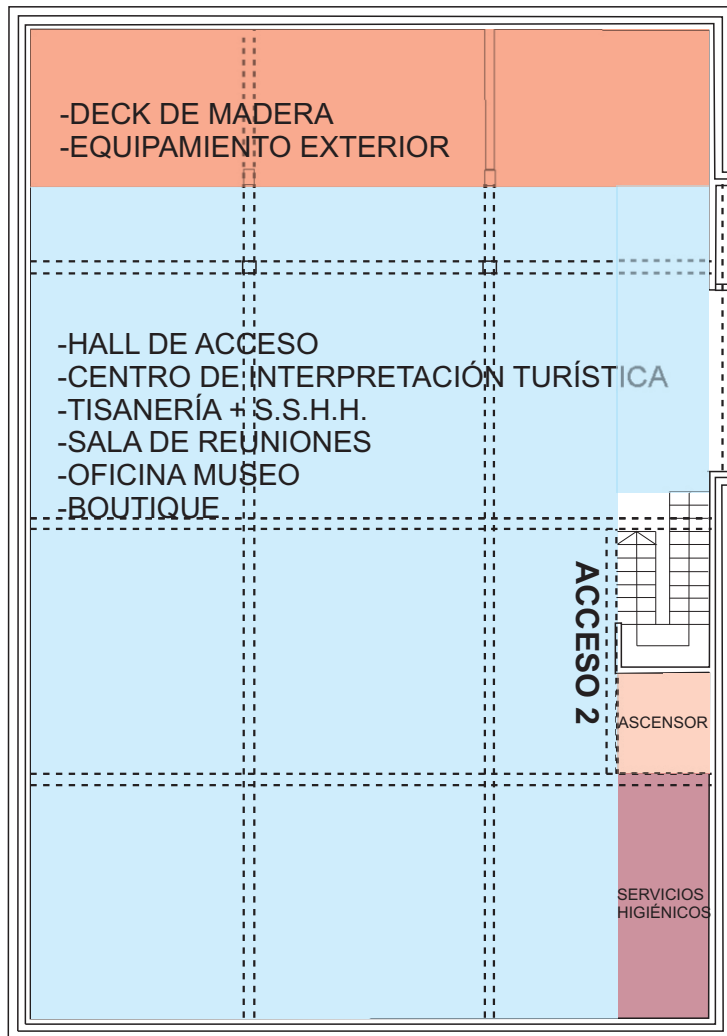 -DECK DE MADERA
-EQUIPAMIENTO EXTERIOR
-HALL DE ACCESO
-CENTRO DE INTERPRETACIÓN TURÍSTICA
-TISANERÍA + S.S.H.H.
-SALA DE REUNIONES
-OFICINA MUSEO
-BOUTIQUE
ACCESO 2
ASCENSOR
SERVICIOS
HIGIÉNICOS